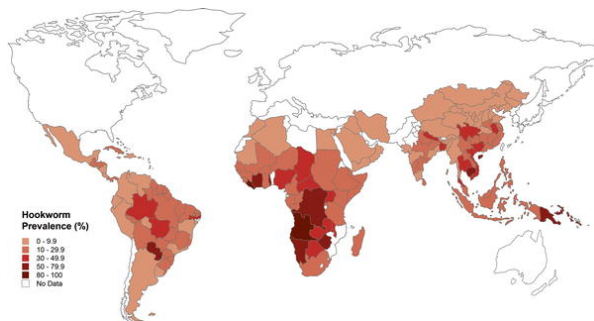 Hookworm
Prevalence (%)
0 - 9.9
10 - 29.9
30 - 49.9
50 - 79.9
80 - 100
No Data